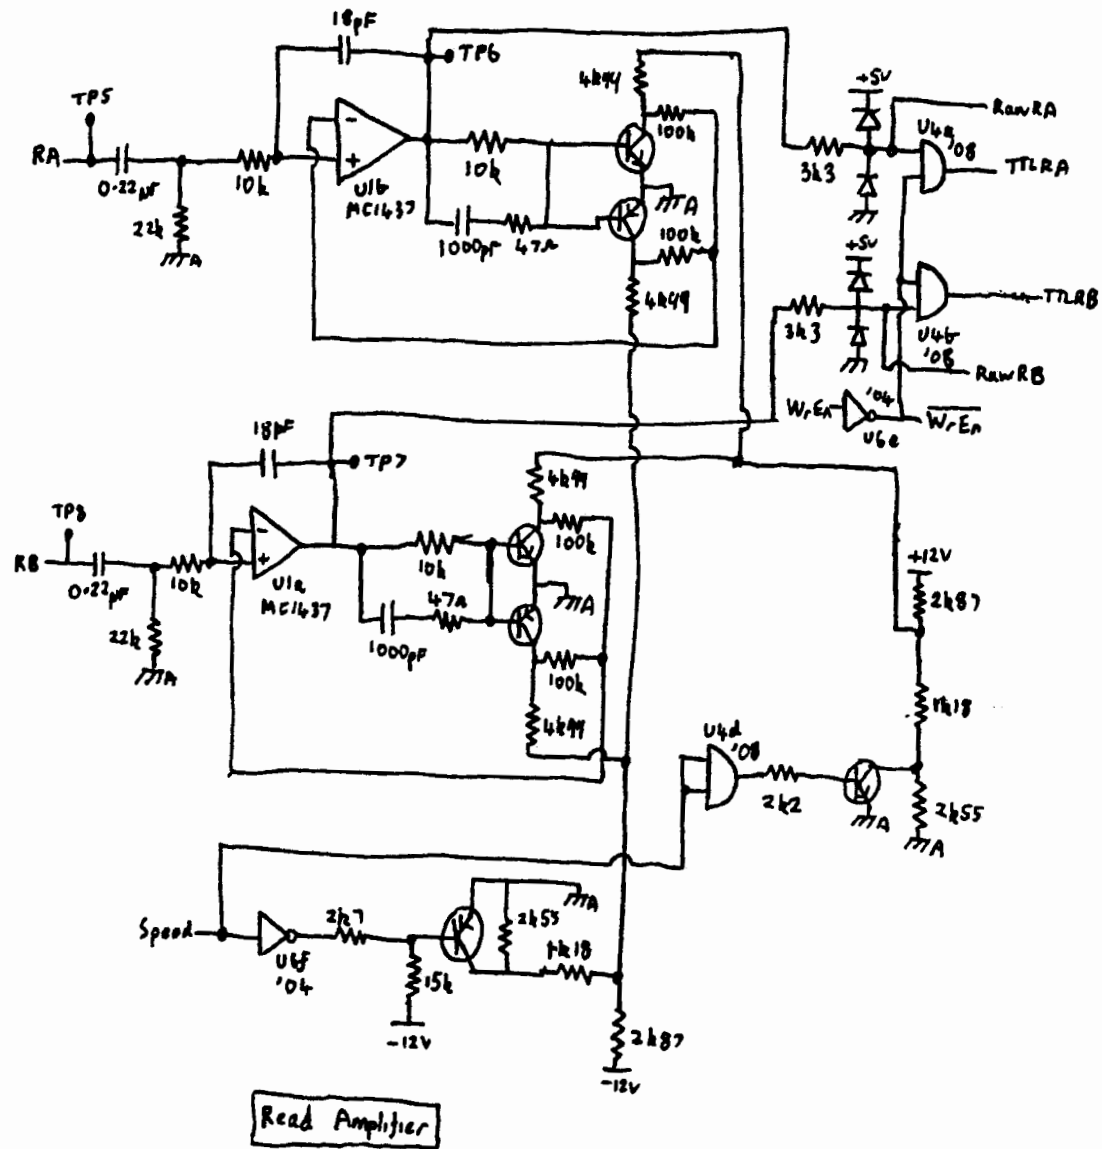 18pF
TP6
TP5
RA
0.22µF
22k
A
10k
-
+
U1b
MC1437
10k
1000pF
47Ω
4k99
100k
A
100k
4k99
+5V
3k3
RawRA
U4a
'08
TTLRA
+5V
3k3
TTLRB
U4b
'08
RawRB
WrEn
'04
U6e
WrEn
18pF
TP7
TP8
RB
0.22µF
22k
A
10k
-
+
U1a
MC1437
10k
47Ω
1000pF
4k99
100k
A
100k
4k99
+12V
2k87
1k18
U4d
'08
2k2
A
2k55
A
Speed
U6f
'04
2k7
15k
-12V
A
2k55
1k18
2k87
-12V
Read Amplifier